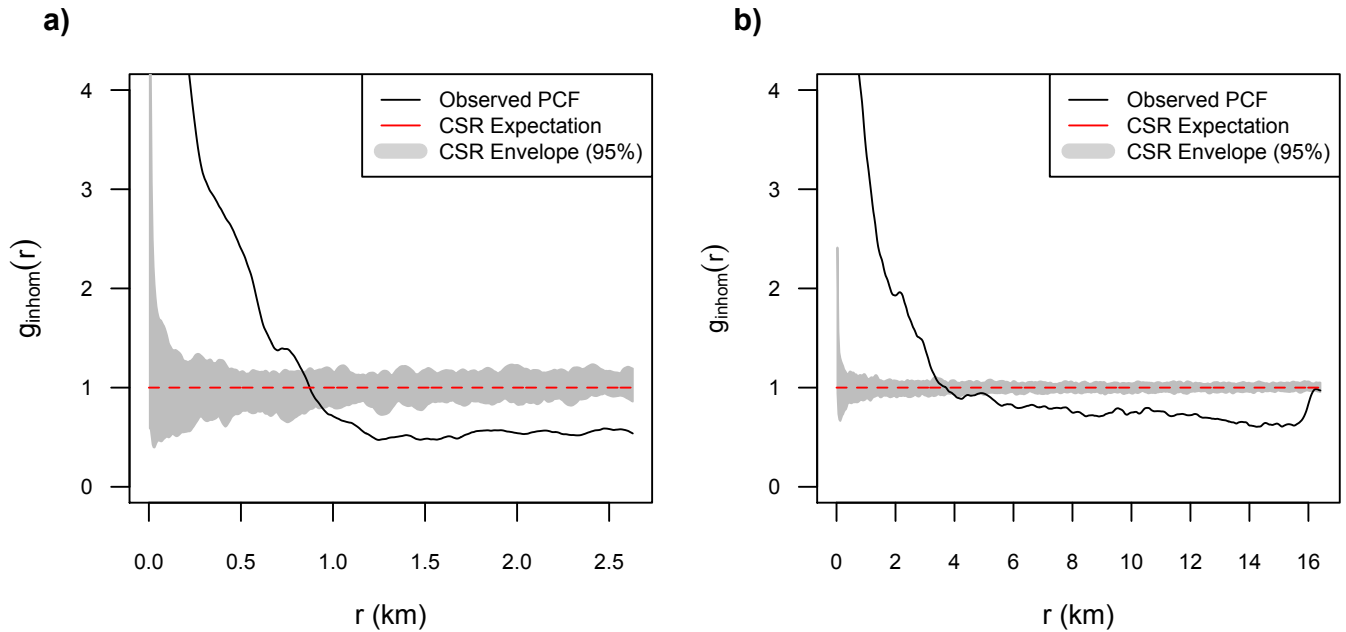 a)
4
3
2
1
0
g_inhom(r)
Observed PCF
CSR Expectation
CSR Envelope (95%)
0.0 0.5 1.0 1.5 2.0 2.5
r (km)
b)
4
3
2
1
0
g_inhom(r)
Observed PCF
CSR Expectation
CSR Envelope (95%)
0 2 4 6 8 10 12 14 16
r (km)